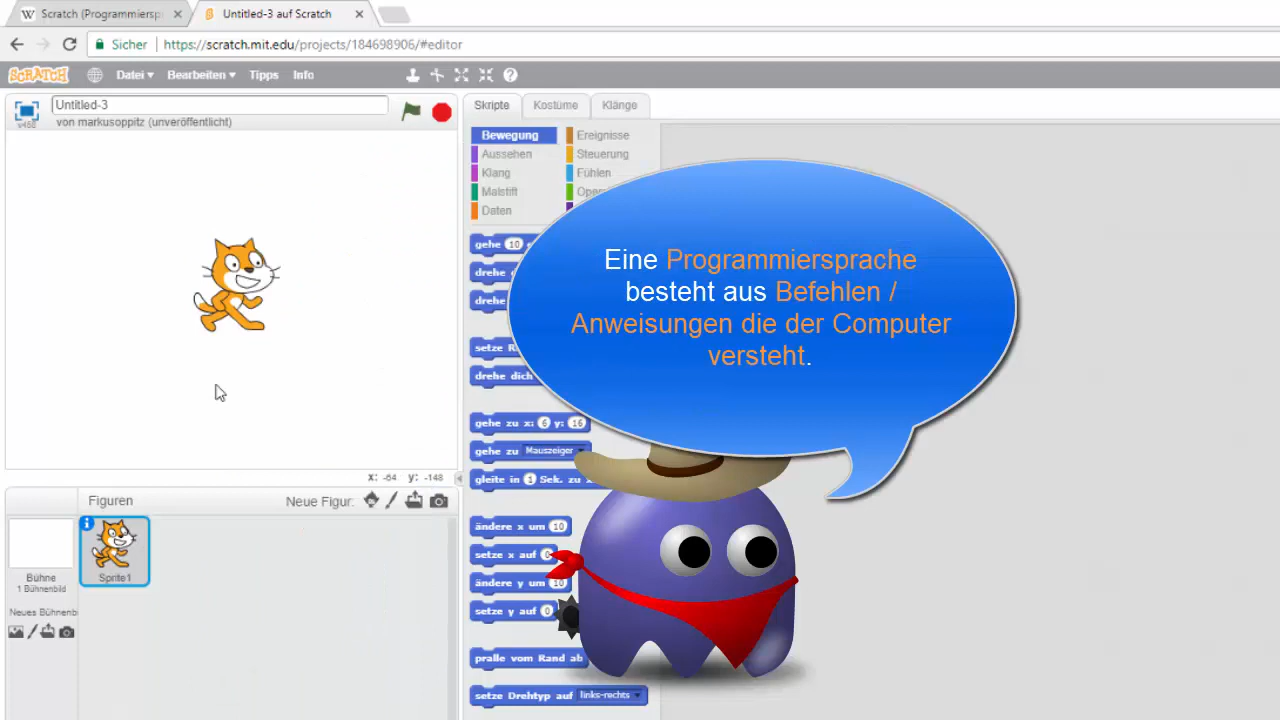 Scratch (Programmiersp
Untitled-3 auf Scratch
Sicher
https://scratch.mit.edu/projects/184698906/#editor
SCRATCH
Datei
Bearbeiten
Tipps
Info
Untitled-3
von markusoppitz (unveröffentlicht)
v458
Skripte
Kostüme
Klänge
Bewegung
Ereignisse
Aussehen
Steuerung
Klang
Fühlen
Malstift
Oper
Daten
gehe 10
drehe
drehe
setze R
drehe dich
gehe zu x: 6 y: 16
gehe zu Mauszeiger
gleite in 1 Sek. zu x
ändere x um 10
setze x auf 0
ändere y um 10
setze y auf 0
pralle vom Rand ab
setze Drehtyp auf links-rechts
Eine Programmiersprache
besteht aus Befehlen /
Anweisungen die der Computer
versteht.
x: -64 y: -148
Figuren
Neue Figur:
Sprite1
Bühne
1 Bühnenbild
Neues Bühnenb